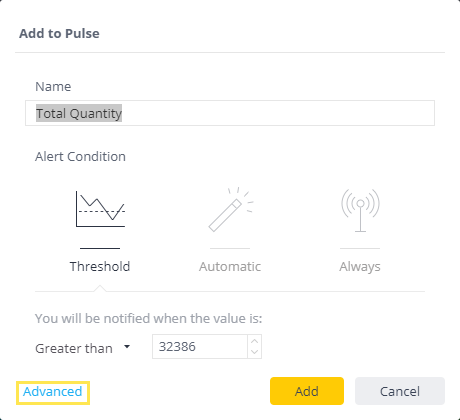 Add to Pulse
Name
Total Quantity
Alert Condition
Threshold Automatic Always
You will be notified when the value is:
Greater than 32386
Advanced Add Cancel